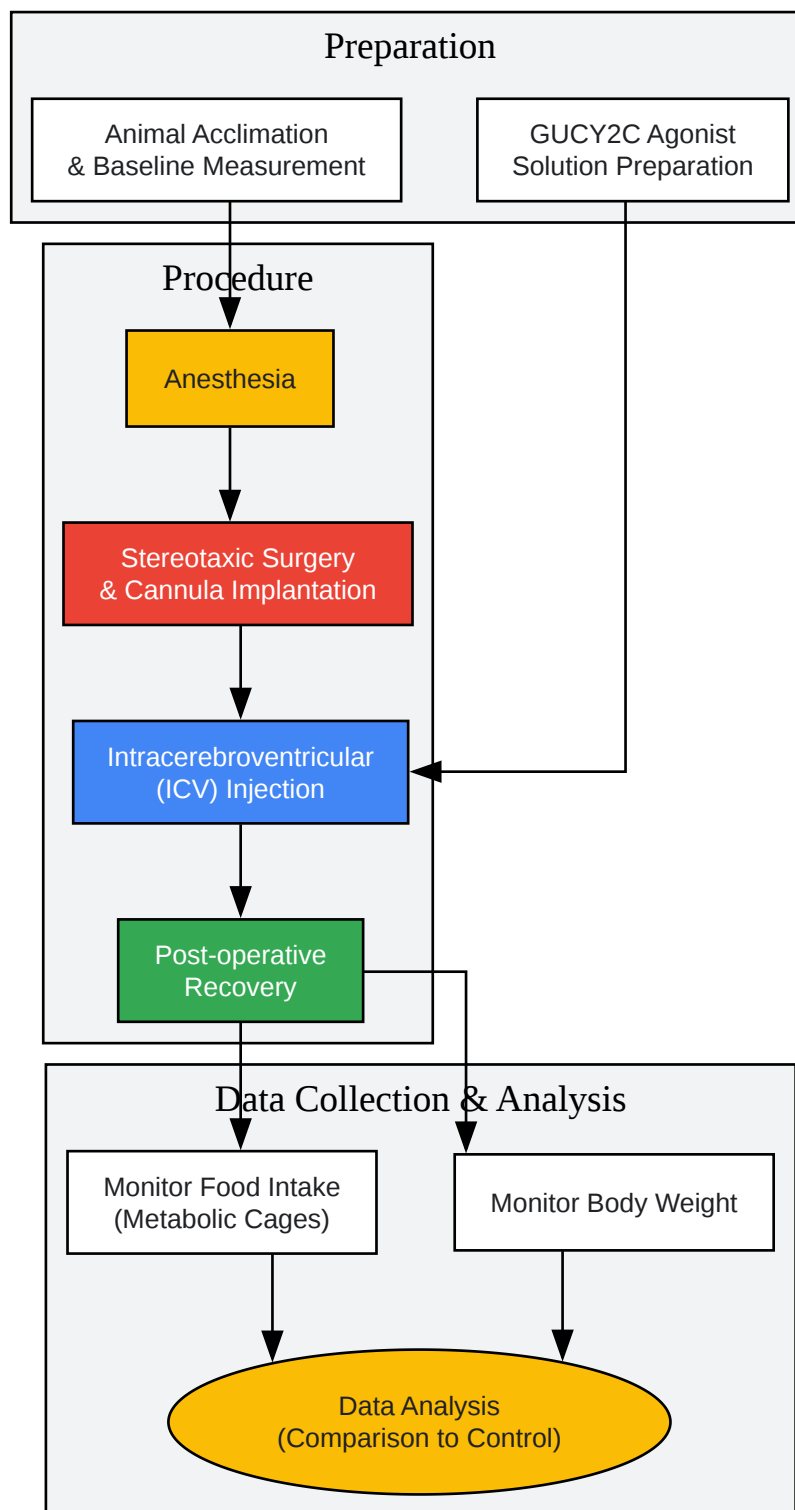 Preparation
Animal Acclimation
& Baseline Measurement
GUCY2C Agonist
Solution Preparation
Procedure
Anesthesia
Stereotaxic Surgery
& Cannula Implantation
Intracerebroventricular
(ICV) Injection
Post-operative
Recovery
Data Collection & Analysis
Monitor Food Intake
(Metabolic Cages)
Monitor Body Weight
Data Analysis
(Comparison to Control)